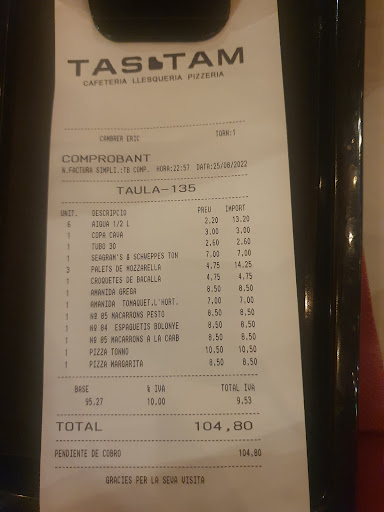 TAS TAM
CAFETERIA LLESQUERIA PIZZERIA
CAMBRER ERIC TORN:1
COMPROBANT
N.FACTURA SIMPLI.:TB COMP. HORA:22:57 DATA:25/08/2022
TAULA-135
UNIT. DESCRIPCIO PREU IMPORT
6 AIGUA 1/2 L 2,20 13,20
1 COPA CAVA 3,00 3,00
1 TUBO 30 2,60 2,60
1 SEAGRAM'S & SCHWEPPES TON 7,00 7,00
3 PALETS DE MOZZARELLA 4,75 14,25
1 CROQUETES DE BACALLA 4,75 4,75
1 AMANIDA GREGA 8,50 8,50
1 AMANIDA TOMAQUET,L'HORT. 7,00 7,00
1 Nº 85 MACARRONS PESTO 8,50 8,50
1 Nº 84 ESPAGUETIS BOLONYE 8,50 8,50
1 Nº 85 MACARRONS A LA CARB 8,50 8,50
1 PIZZA TONNO 10,50 10,50
1 PIZZA MARGARITA 8,50 8,50
BASE % IVA TOTAL IVA
95.27 10,00 9.53
TOTAL 104,80
PENDIENTE DE COBRO 104,80
GRACIES PER LA SEVA VISITA